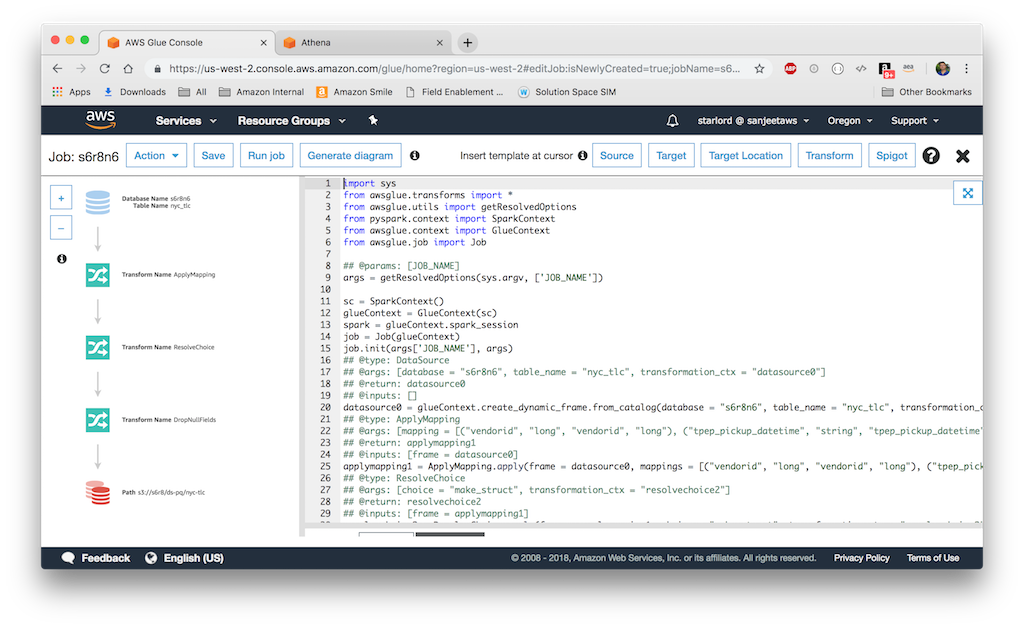 AWS Glue Console
Athena
https://us-west-2.console.aws.amazon.com/glue/home?region=us-west-2#editJob:isNewlyCreated=true;jobName=s6...
ABP
a
g+
aea
Apps
Downloads
All
Amazon Internal
a
Amazon Smile
Field Enablement ...
W
Solution Space SIM
Other Bookmarks
aws
Services
Resource Groups
starlord @ sanjeetaws
Oregon
Support
Job: s6r8n6
Action
Save
Run job
Generate diagram
Insert template at cursor
Source
Target
Target Location
Transform
Spigot
Database Name s6r8n6
Table Name nyc_tlc
Transform Name ApplyMapping
Transform Name ResolveChoice
Transform Name DropNullFields
Path s3://s6r8/ds-pq/nyc-tlc
1 import sys
2 from awsglue.transforms import *
3 from awsglue.utils import getResolvedOptions
4 from pyspark.context import SparkContext
5 from awsglue.context import GlueContext
6 from awsglue.job import Job
7
8 ## @params: [JOB_NAME]
9 args = getResolvedOptions(sys.argv, ['JOB_NAME'])
10
11 sc = SparkContext()
12 glueContext = GlueContext(sc)
13 spark = glueContext.spark_session
14 job = Job(glueContext)
15 job.init(args['JOB_NAME'], args)
16 ## @type: DataSource
17 ## @args: [database = "s6r8n6", table_name = "nyc_tlc", transformation_ctx = "datasource0"]
18 ## @return: datasource0
19 ## @inputs: []
20 datasource0 = glueContext.create_dynamic_frame.from_catalog(database = "s6r8n6", table_name = "nyc_tlc", transformation_c
21 ## @type: ApplyMapping
22 ## @args: [mapping = [("vendorid", "long", "vendorid", "long"), ("tpep_pickup_datetime", "string", "tpep_pickup_datetime"
23 ## @return: applymapping1
24 ## @inputs: [frame = datasource0]
25 applymapping1 = ApplyMapping.apply(frame = datasource0, mappings = [("vendorid", "long", "vendorid", "long"), ("tpep_pick
26 ## @type: ResolveChoice
27 ## @args: [choice = "make_struct", transformation_ctx = "resolvechoice2"]
28 ## @return: resolvechoice2
29 ## @inputs: [frame = applymapping1]
Feedback
English (US)
© 2008 - 2018, Amazon Web Services, Inc. or its affiliates. All rights reserved.
Privacy Policy
Terms of Use